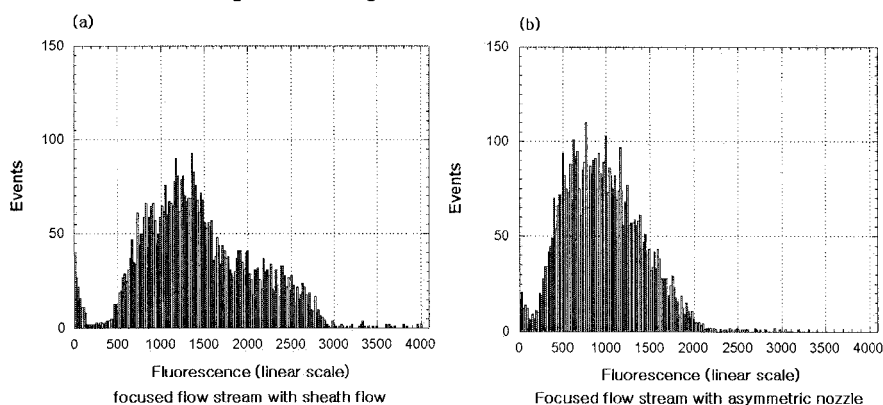 (a)
150
100
50
0
Events
0 500 1000 1500 2000 2500 3000 3500 4000
Fluorescence (linear scale)
focused flow stream with sheath flow
(b)
150
100
50
0
Events
0 500 1000 1500 2000 2500 3000 3500 4000
Fluorescence (linear scale)
Focused flow stream with asymmetric nozzle